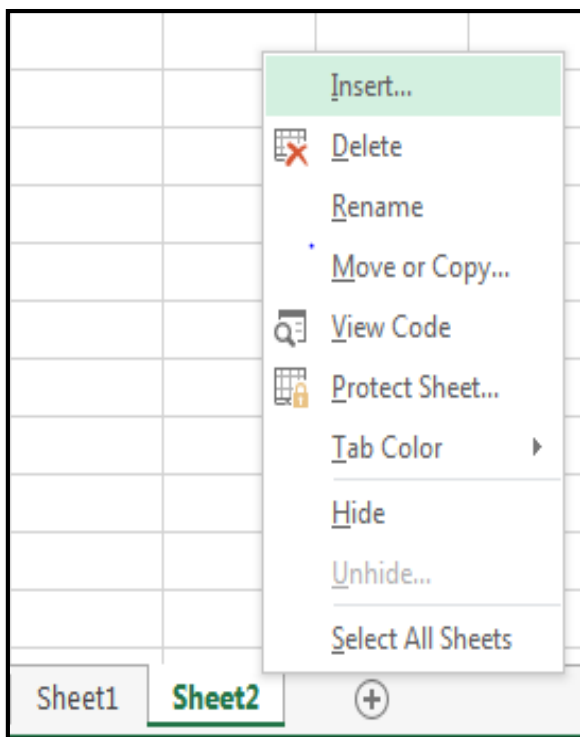 Insert...
Delete
Rename
Move or Copy...
View Code
Protect Sheet...
Tab Color
Hide
Unhide...
Select All Sheets
Sheet1 Sheet2